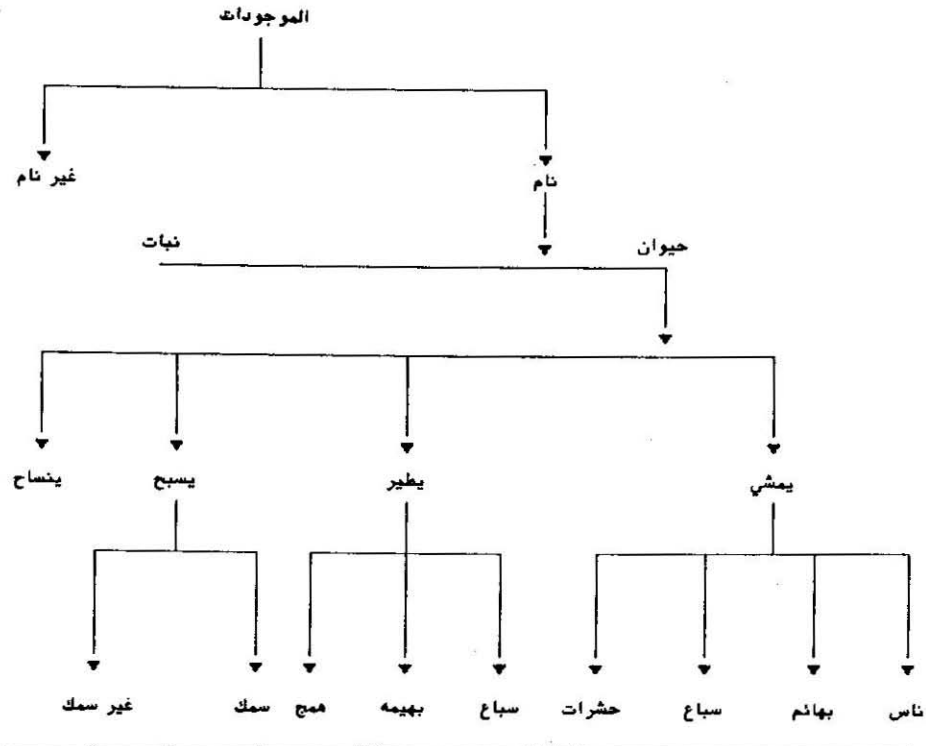 الموجودات
نام غير نام
حيوان نبات
يمشي يطير يسبح ينساح
ناس بهائم سباع حشرات سباع بهيمه همج سمك غير سمك